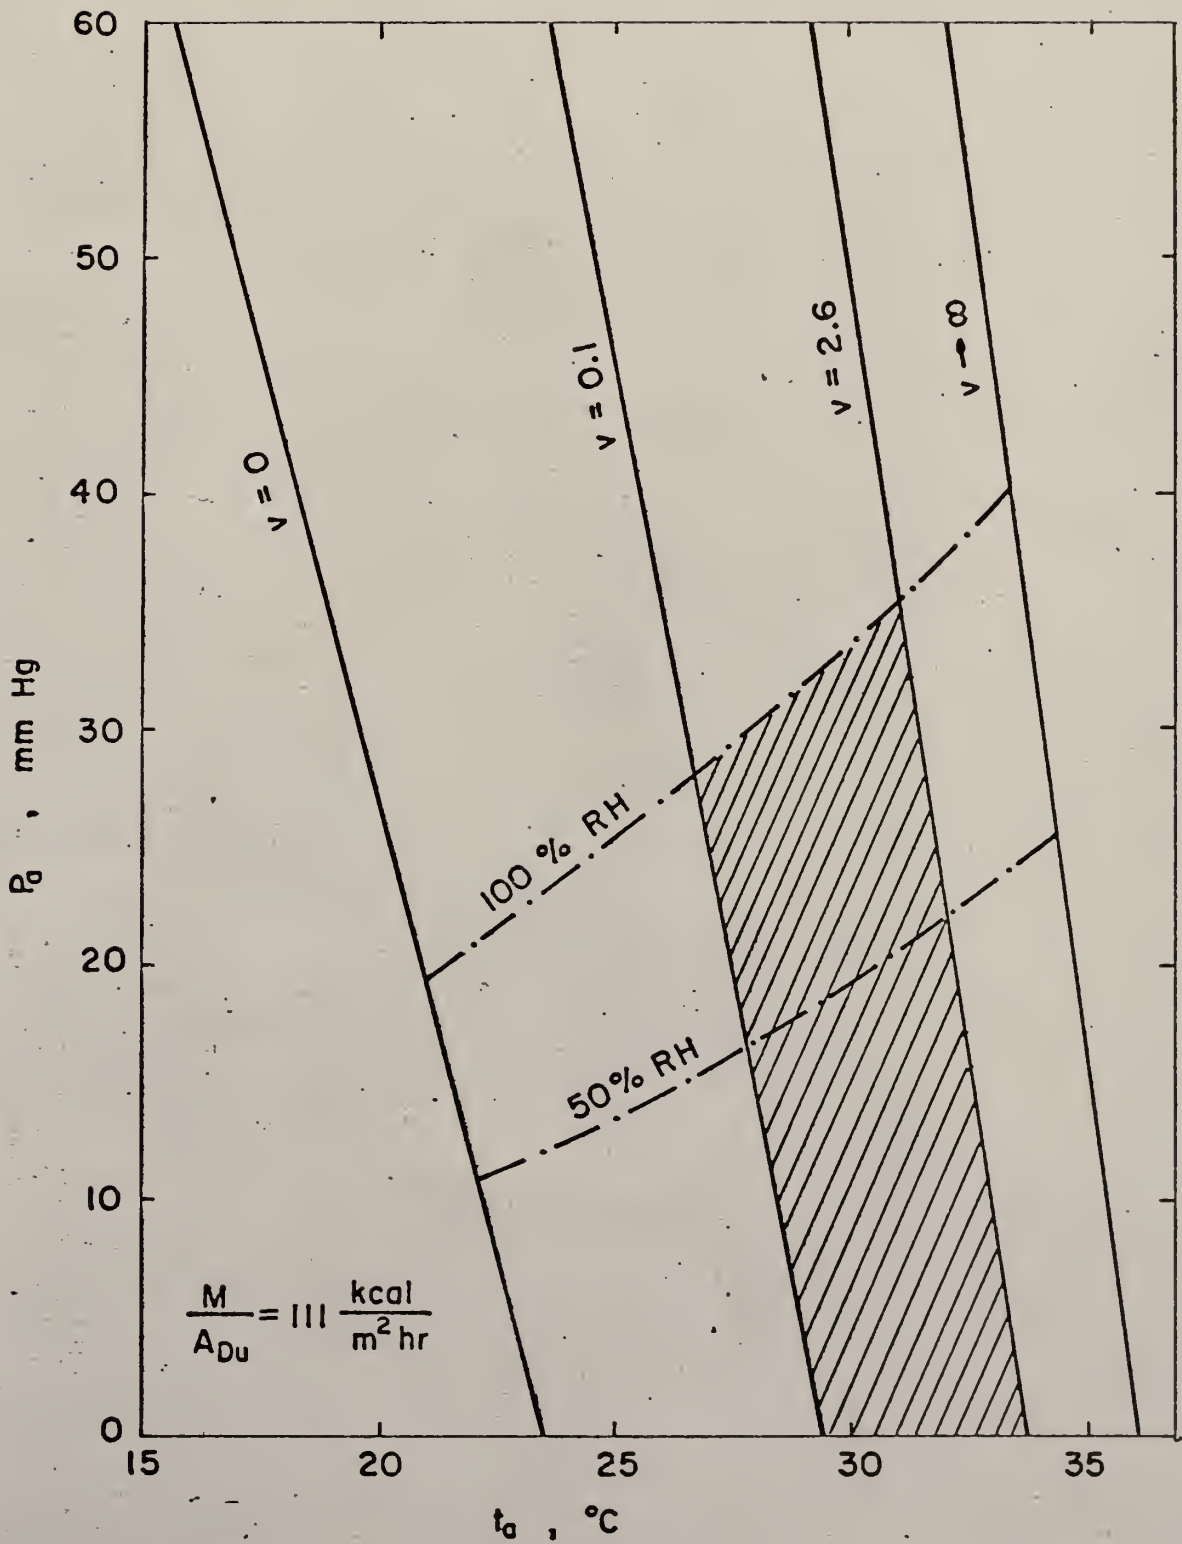 60
50
40
30
20
10
0
Pa , mm Hg
v = 0
v = 0.1
v = 2.6
v → ∞
100 % RH
50% RH
M/ADu = 111 kcal/m² hr
15 20 25 30 35
ta , °C